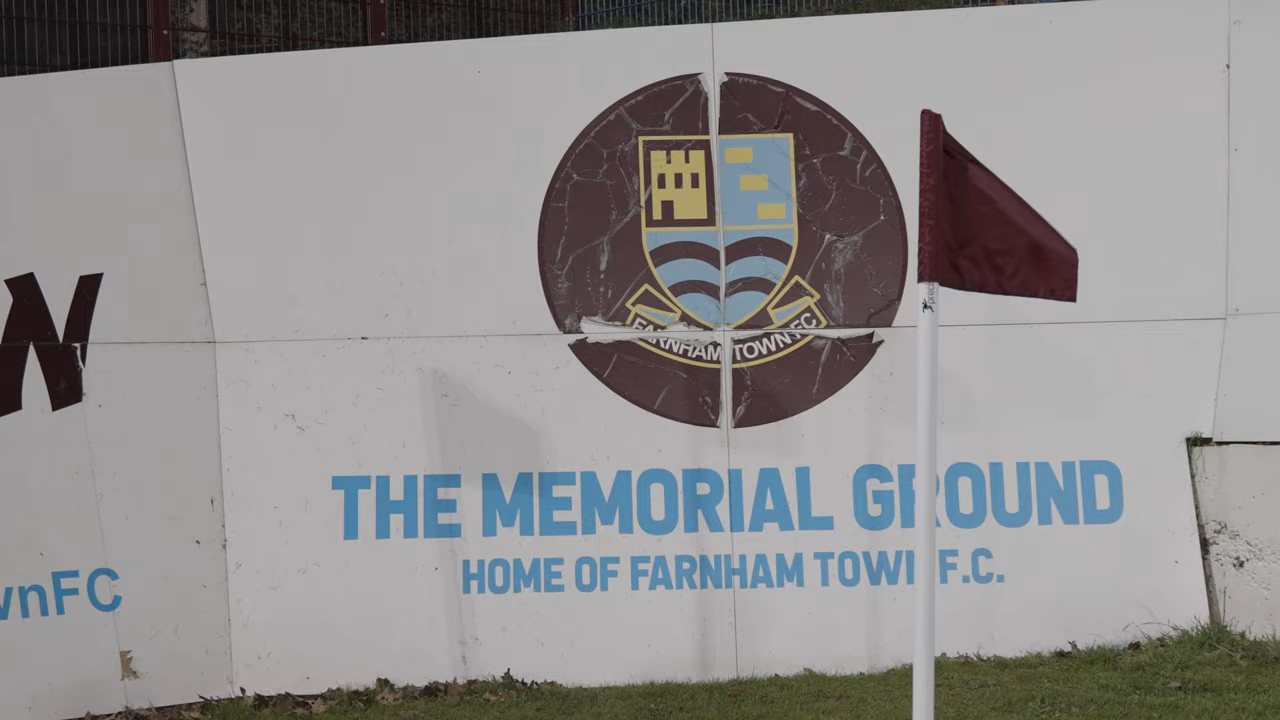 W
wnFC
FARNHAM TOWN FC
THE MEMORIAL GROUND
HOME OF FARNHAM TOWN F.C.